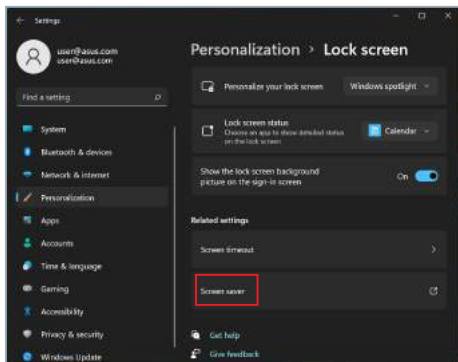 Settings
user@asus.com
user@asus.com
Find a setting
System
Bluetooth & devices
Network & internet
Personalization
Apps
Accounts
Time & language
Gaming
Accessibility
Privacy & security
Windows Update
Personalization > Lock screen
Personalize your lock screen
Windows spotlight
Lock screen status
Choose an app to show detailed status
on the lock screen
Calendar
Show the lock screen background
picture on the sign-in screen
On
Related settings
Screen timeout
Screen saver
Get help
Give feedback